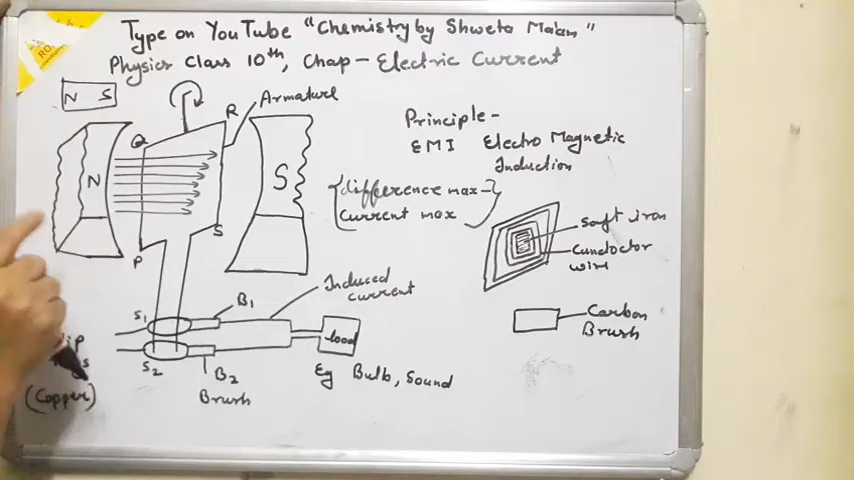 Type on YouTube "Chemistry by Shweta Ma'am"
Physics Class 10th, Chap - Electric Current
N S
R
Armature
Q
Principle -
EMI Electro Magnetic
Induction
N
S
difference max -
current max
Soft iron
Cunductor
wire
S
P
Induced
current
S1
B1
Carbon
Brush
load
S2
B2
Brush
Eg Bulb, Sound
(Copper)